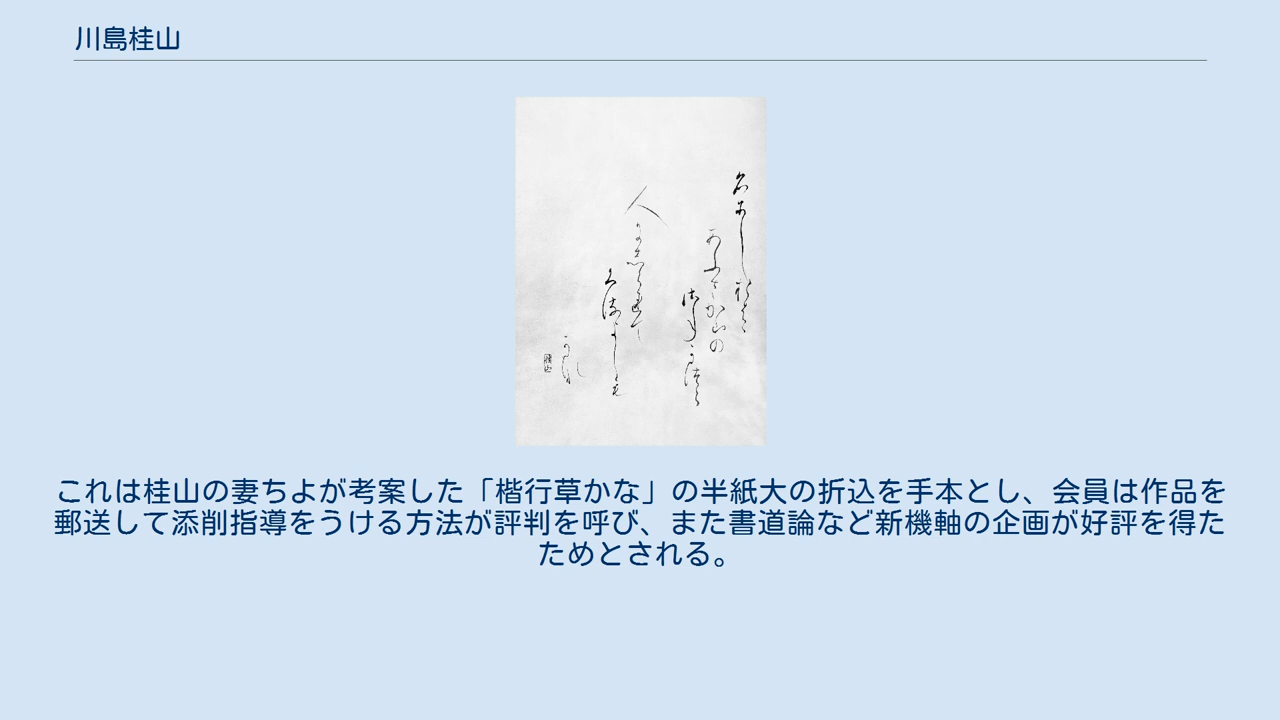 川島桂山
これは桂山の妻ちよが考案した「楷行草かな」の半紙大の折込を手本とし、会員は作品を
郵送して添削指導をうける方法が評判を呼び、また書道論など新機軸の企画が好評を得た
ためとされる。